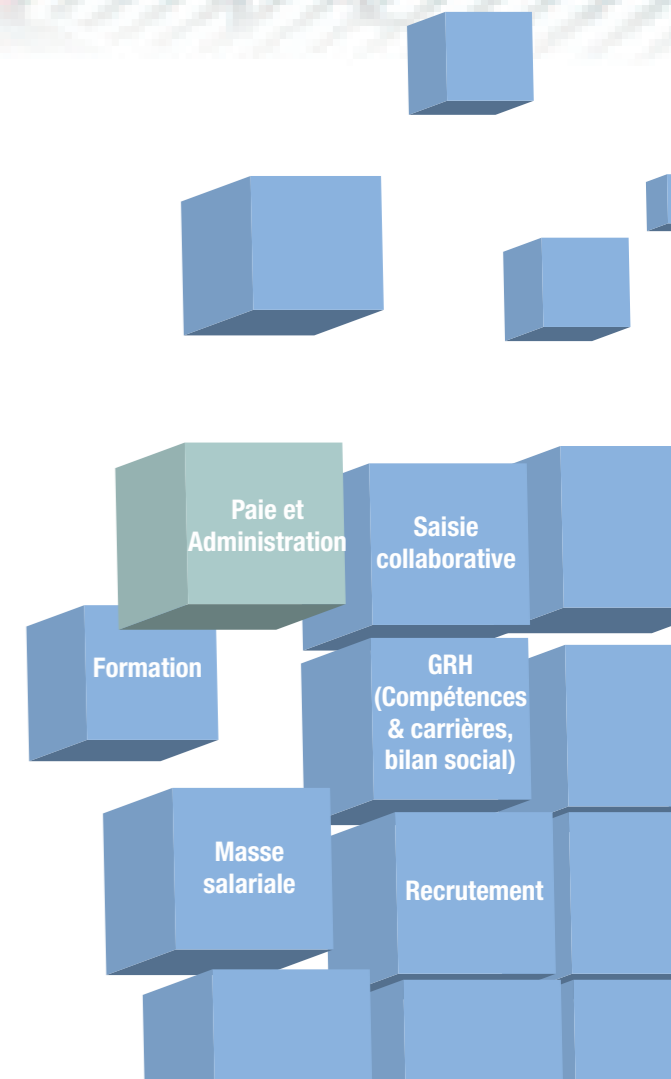 Paie et
Administration
Saisie
collaborative
Formation
GRH
(Compétences
& carrières,
bilan social)
Masse
salariale
Recrutement